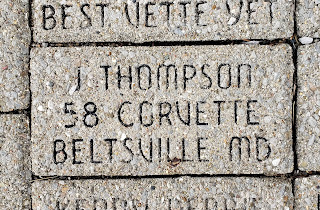 BEST VETTE VET
J THOMPSON
58 CORVETTE
BELTSVILLE MD